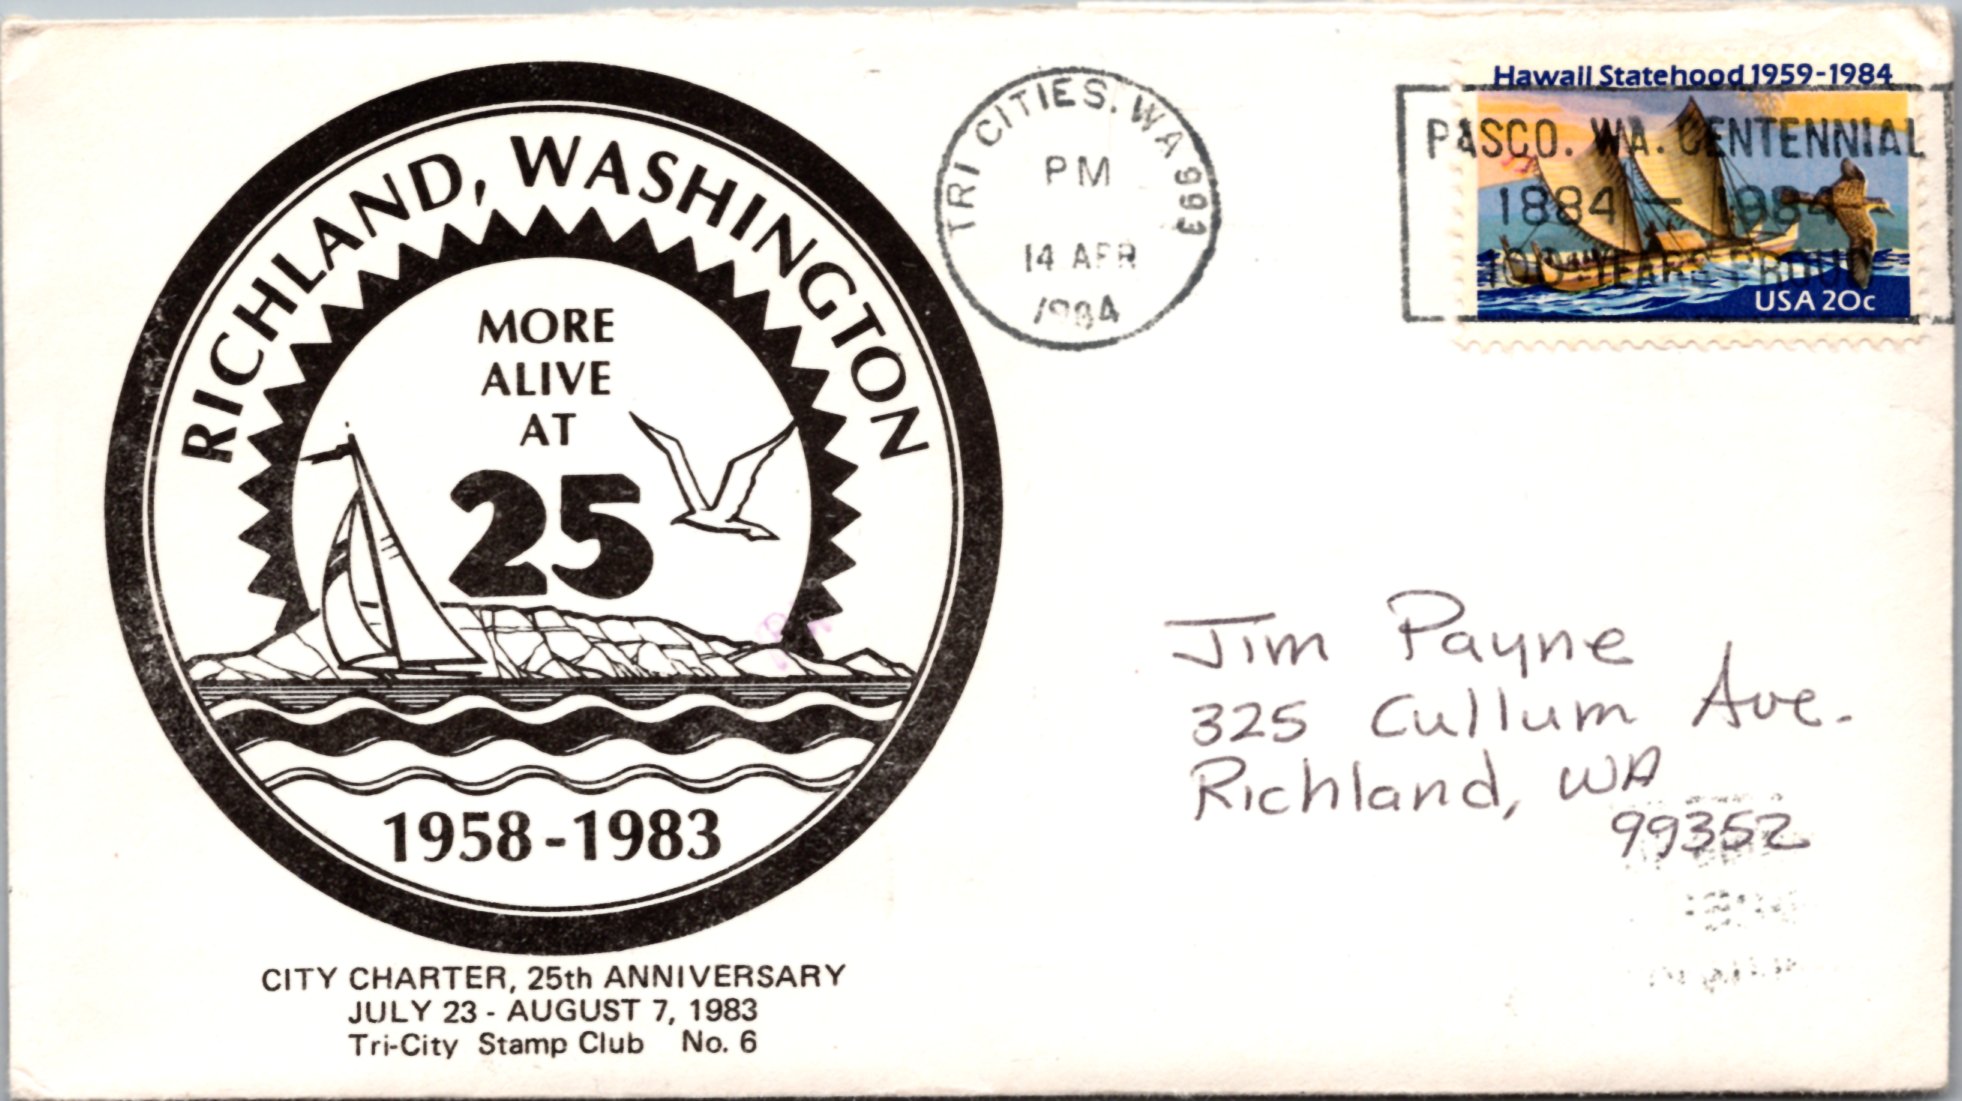 RICHLAND, WASHINGTON
MORE
ALIVE
AT
25
1958-1983
CITY CHARTER, 25th ANNIVERSARY
JULY 23 - AUGUST 7, 1983
Tri-City Stamp Club No. 6
TRI CITIES. WA 993
PM
14 APR
1984
Hawaii Statehood 1959-1984
PASCO. WA. CENTENNIAL
1884 - 1984
100 YEARS PROUD
USA 20c
Jim Payne
325 Cullum Ave.
Richland, WA
99352